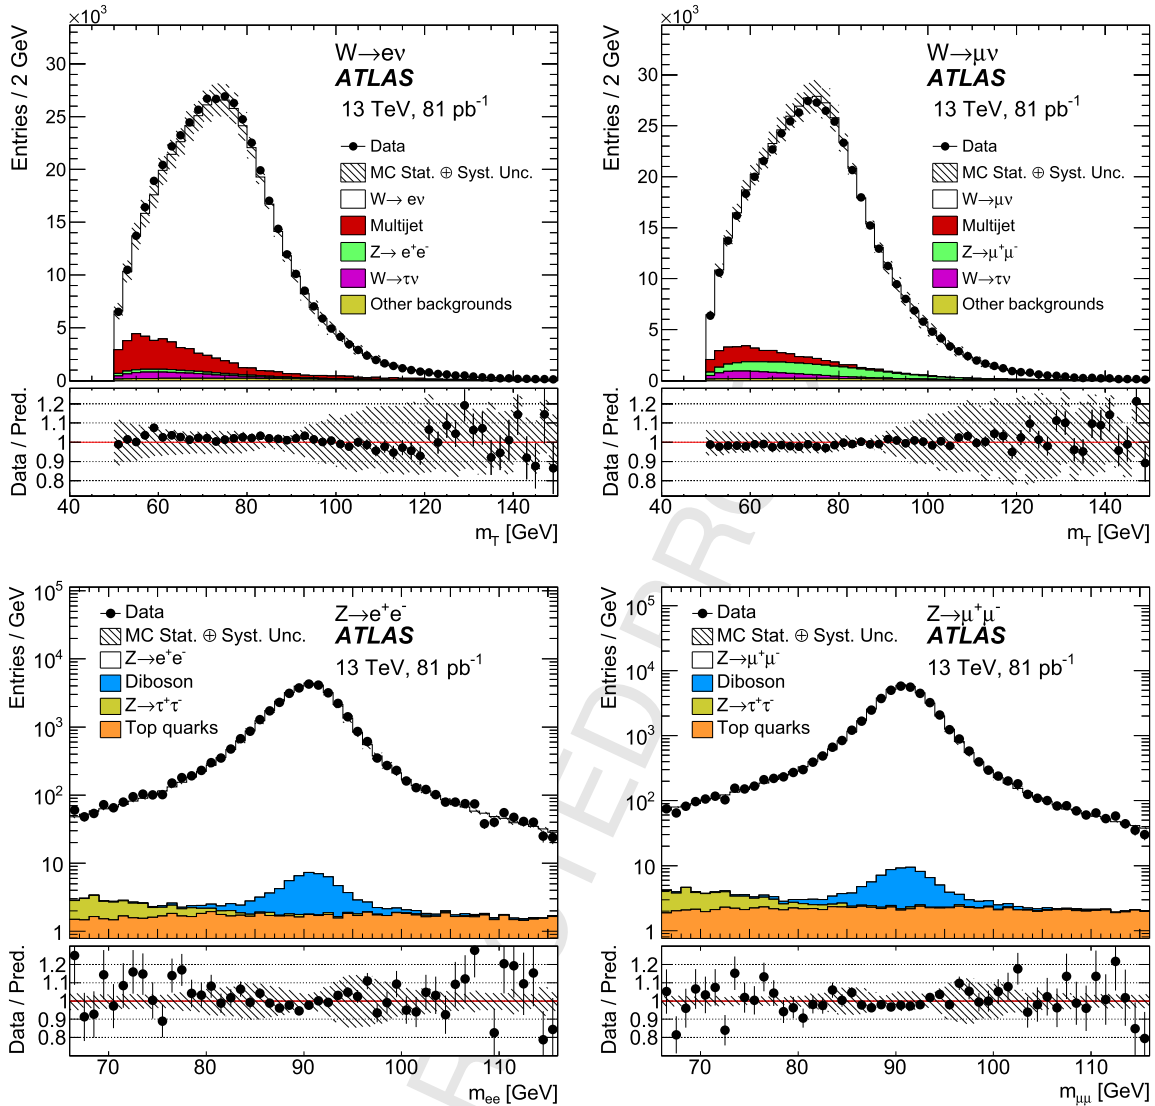 ×10³
Entries / 2 GeV
W→eν
ATLAS
13 TeV, 81 pb⁻¹
Data
MC Stat. ⊕ Syst. Unc.
W→ eν
Multijet
Z→ e⁺e⁻
W→τν
Other backgrounds
30
25
20
15
10
5
0
Data / Pred.
1.2
1.1
1
0.9
0.8
40 60 80 100 120 140
m_T [GeV]
×10³
Entries / 2 GeV
W→μν
ATLAS
13 TeV, 81 pb⁻¹
Data
MC Stat. ⊕ Syst. Unc.
W→μν
Multijet
Z→μ⁺μ⁻
W→τν
Other backgrounds
30
25
20
15
10
5
0
Data / Pred.
1.2
1.1
1
0.9
0.8
40 60 80 100 120 140
m_T [GeV]
Entries / GeV
Z→e⁺e⁻
ATLAS
13 TeV, 81 pb⁻¹
Data
MC Stat. ⊕ Syst. Unc.
Z→e⁺e⁻
Diboson
Z→τ⁺τ⁻
Top quarks
10⁵
10⁴
10³
10²
10
1
Data / Pred.
1.2
1.1
1
0.9
0.8
70 80 90 100 110
m_ee [GeV]
Entries / GeV
Z→μ⁺μ⁻
ATLAS
13 TeV, 81 pb⁻¹
Data
MC Stat. ⊕ Syst. Unc.
Z→μ⁺μ⁻
Diboson
Z→τ⁺τ⁻
Top quarks
10⁵
10⁴
10³
10²
10
1
Data / Pred.
1.2
1.1
1
0.9
0.8
70 80 90 100 110
m_μμ [GeV]